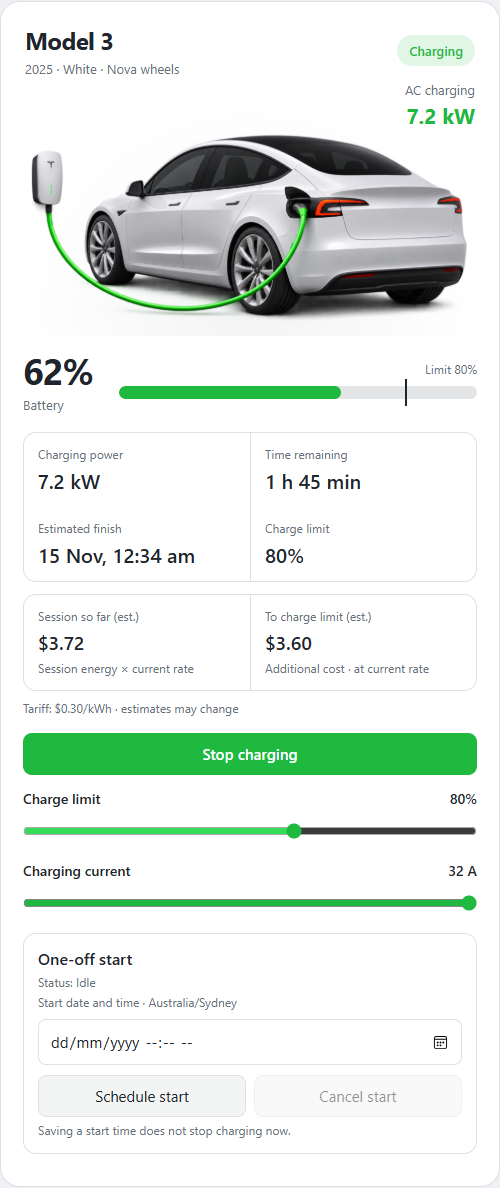 Model 3
2025 · White · Nova wheels
Charging
AC charging
7.2 kW
62%
Battery
Limit 80%
Charging power
7.2 kW
Time remaining
1 h 45 min
Estimated finish
15 Nov, 12:34 am
Charge limit
80%
Session so far (est.)
$3.72
Session energy × current rate
To charge limit (est.)
$3.60
Additional cost · at current rate
Tariff: $0.30/kWh · estimates may change
Stop charging
Charge limit 80%
Charging current 32 A
One-off start
Status: Idle
Start date and time · Australia/Sydney
dd/mm/yyyy --:-- --
Schedule start
Cancel start
Saving a start time does not stop charging now.